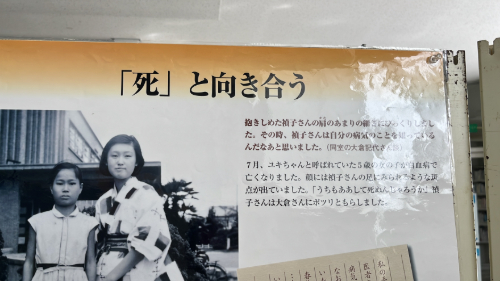 「死」と向き合う
抱きしめた禎子さんの肩のあまりの細さにびっくりしまし
た。その時、禎子さんは自分の病気のことを知っている
んだなあと思いました。(同室の大倉記代さん
7月、ユキちゃんと呼ばれていた5歳の女の子が白血病で
亡くなりました。顔には禎子さんの足にみられたような斑
点が出ていました。「うちもああして死ぬんじゃろうか」禎
子さんは大倉さんにポツリともらしました。